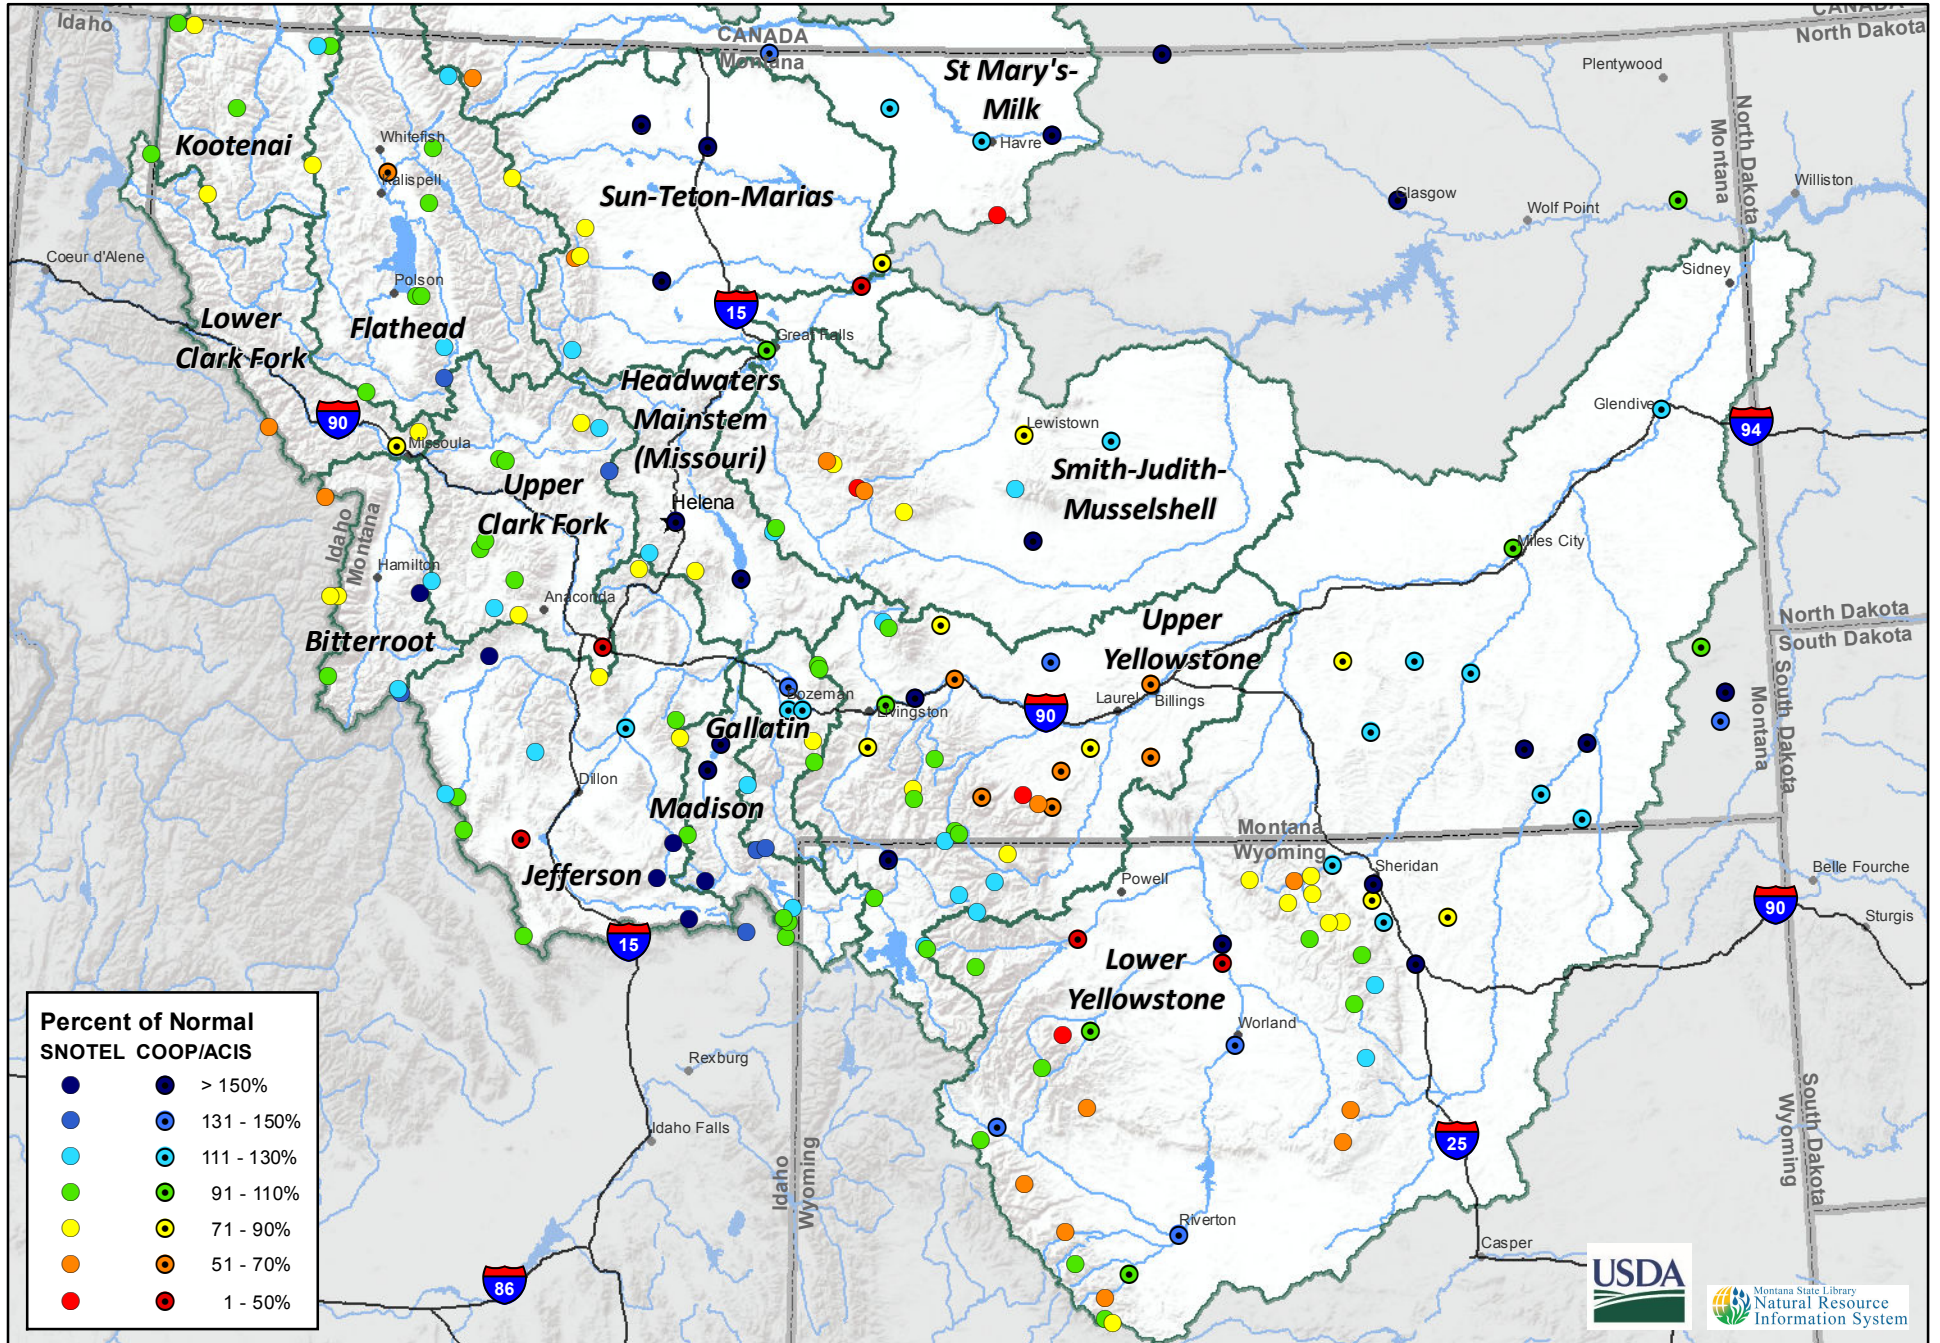 Idaho
CANADA
Montana
CANADA
North Dakota
Plentywood
St Mary's-
Milk
Kootenai
Whitefish
Kalispell
Havre
North Dakota
Montana
Sun-Teton-Marias
Glasgow
Wolf Point
Williston
Coeur d'Alene
Polson
Sidney
15
Lower
Clark Fork
Flathead
Great Falls
Headwaters
Mainstem
(Missouri)
90
Missoula
Lewistown
Glendive
94
Smith-Judith-
Musselshell
Upper
Clark Fork
Helena
Idaho
Montana
Hamilton
Miles City
Anaconda
Bitterroot
Upper
Yellowstone
North Dakota
South Dakota
Bozeman
Livingston
Laurel
Billings
90
Gallatin
South Dakota
Montana
Dillon
Madison
Montana
Wyoming
Jefferson
Sheridan
Powell
Belle Fourche
90
Sturgis
15
Lower
Yellowstone
Worland
Percent of Normal
SNOTEL COOP/ACIS
> 150%
131 - 150%
111 - 130%
91 - 110%
71 - 90%
51 - 70%
1 - 50%
Rexburg
Idaho Falls
Idaho
Wyoming
25
South Dakota
Wyoming
Riverton
Casper
86
USDA
Montana State Library
Natural Resource
Information System